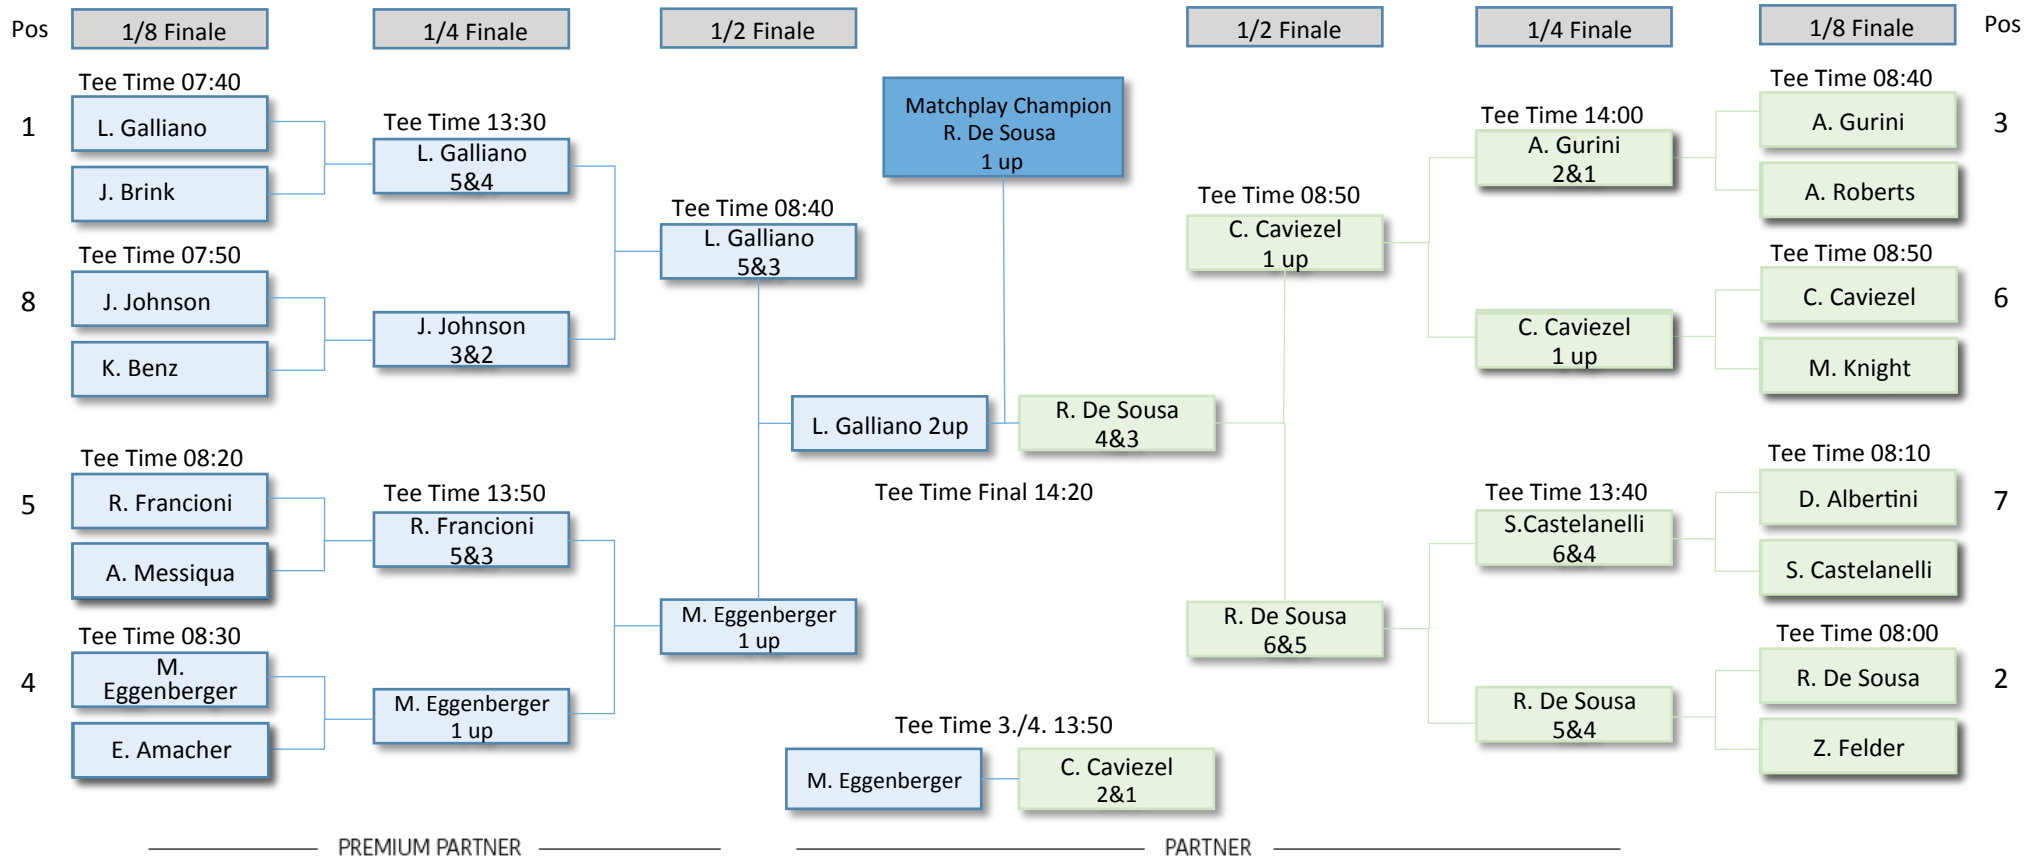 Pos
1/8 Finale
1/4 Finale
1/2 Finale
1/2 Finale
1/4 Finale
1/8 Finale
Pos
Tee Time 07:40
1
L. Galliano
J. Brink
Tee Time 07:50
8
J. Johnson
K. Benz
Tee Time 08:20
5
R. Francioni
A. Messiqua
Tee Time 08:30
4
M.
Eggenberger
E. Amacher
Tee Time 13:30
L. Galliano
5&4
J. Johnson
3&2
Tee Time 13:50
R. Francioni
5&3
M. Eggenberger
1 up
Tee Time 08:40
L. Galliano
5&3
M. Eggenberger
1 up
Matchplay Champion
R. De Sousa
1 up
L. Galliano 2up
R. De Sousa
4&3
Tee Time Final 14:20
Tee Time 3./4. 13:50
M. Eggenberger
C. Caviezel
2&1
Tee Time 08:50
C. Caviezel
1 up
R. De Sousa
6&5
Tee Time 14:00
A. Gurini
2&1
C. Caviezel
1 up
Tee Time 13:40
S.Castelanelli
6&4
R. De Sousa
5&4
Tee Time 08:40
A. Gurini
3
A. Roberts
Tee Time 08:50
C. Caviezel
6
M. Knight
Tee Time 08:10
D. Albertini
7
S. Castelanelli
Tee Time 08:00
R. De Sousa
2
Z. Felder
PREMIUM PARTNER
PARTNER